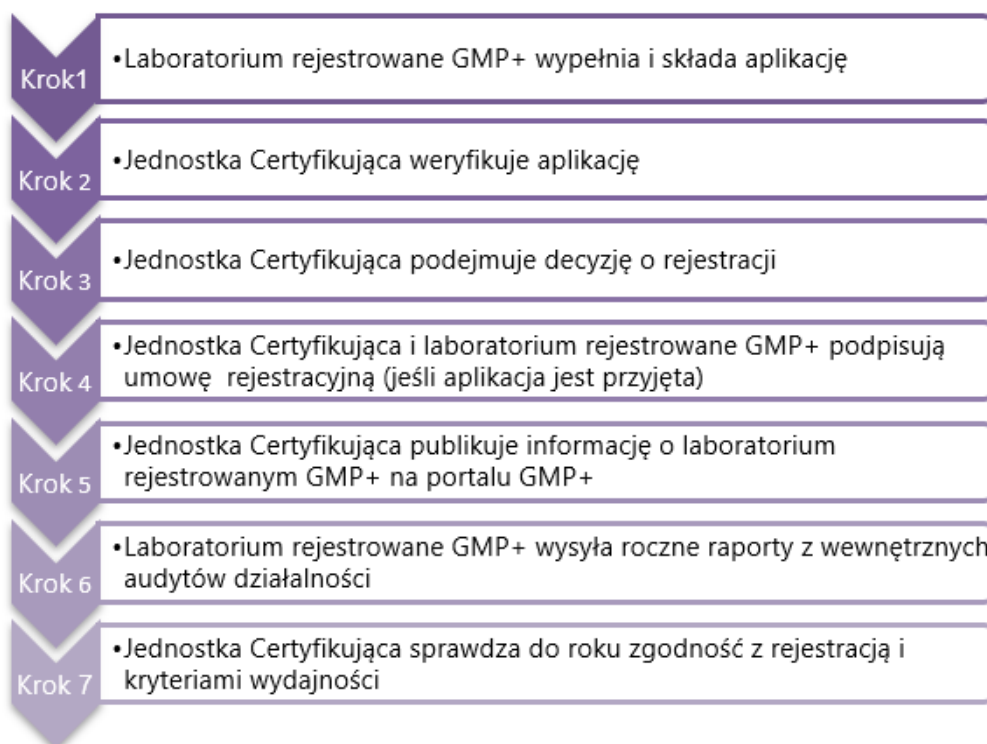 Krok1
•Laboratorium rejestrowane GMP+ wypełnia i składa aplikację
Krok 2
•Jednostka Certyfikująca weryfikuje aplikację
Krok 3
•Jednostka Certyfikująca podejmuje decyzję o rejestracji
Krok 4
•Jednostka Certyfikująca i laboratorium rejestrowane GMP+ podpisują
umowę  rejestracyjną (jeśli aplikacja jest przyjęta)
Krok 5
•Jednostka Certyfikująca publikuje informację o laboratorium
rejestrowanym GMP+ na portalu GMP+
Krok 6
•Laboratorium rejestrowane GMP+ wysyła roczne raporty z wewnętrznych
audytów działalności
Krok 7
•Jednostka Certyfikująca sprawdza do roku zgodność z rejestracją i
kryteriami wydajności